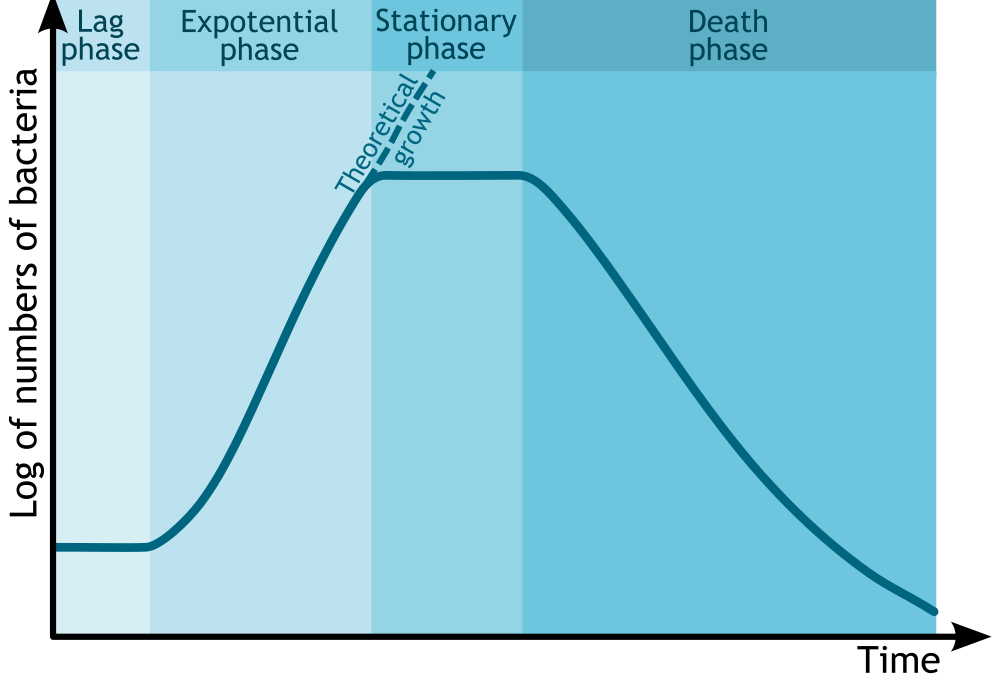 Lag
phase
Expotential
phase
Stationary
phase
Death
phase
Theoretical
growth
Log of numbers of bacteria
Time